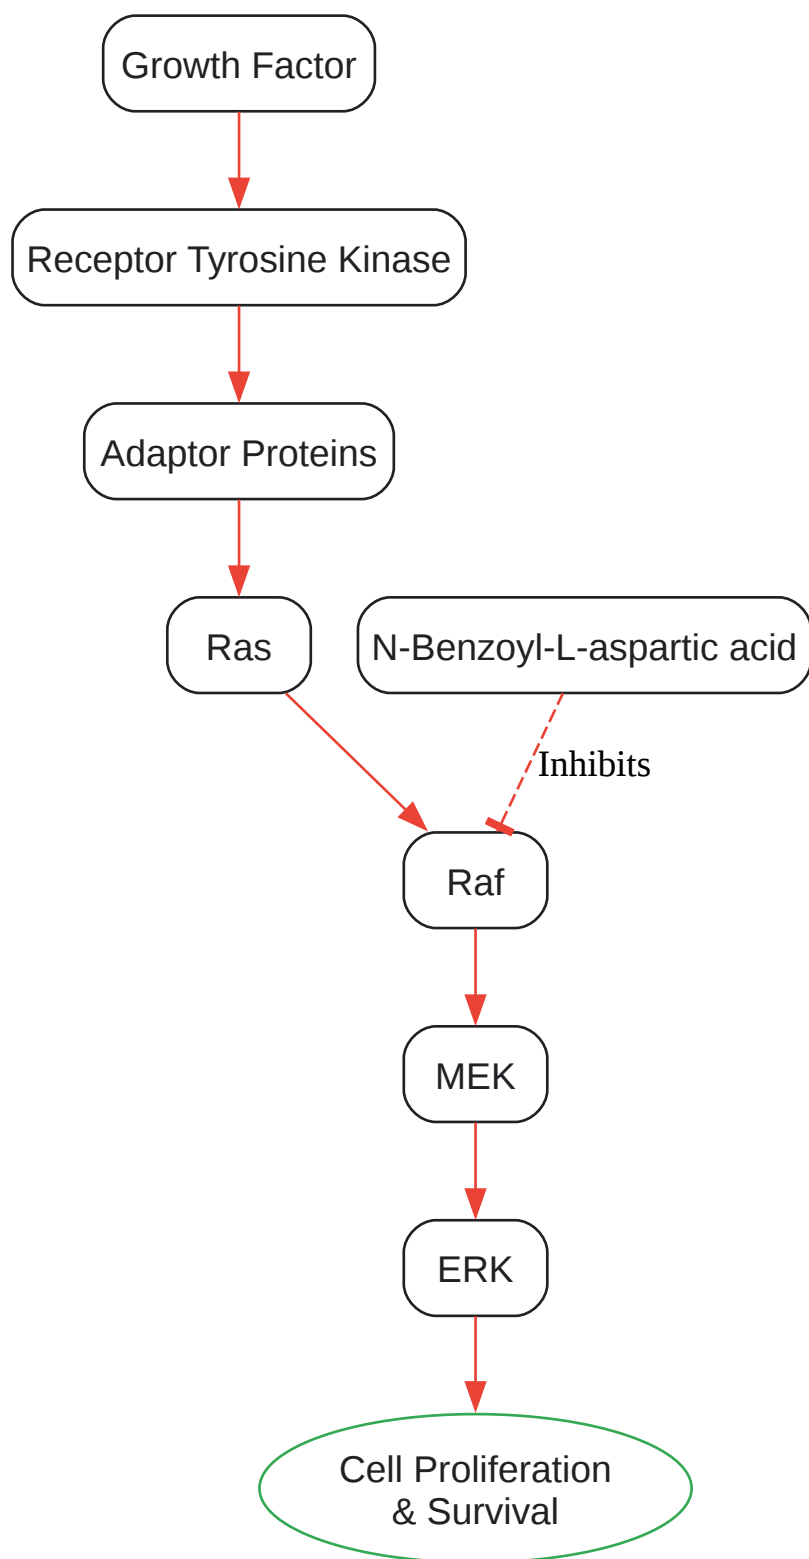 Growth Factor
Receptor Tyrosine Kinase
Adaptor Proteins
Ras
N-Benzoyl-L-aspartic acid
Inhibits
Raf
MEK
ERK
Cell Proliferation
& Survival